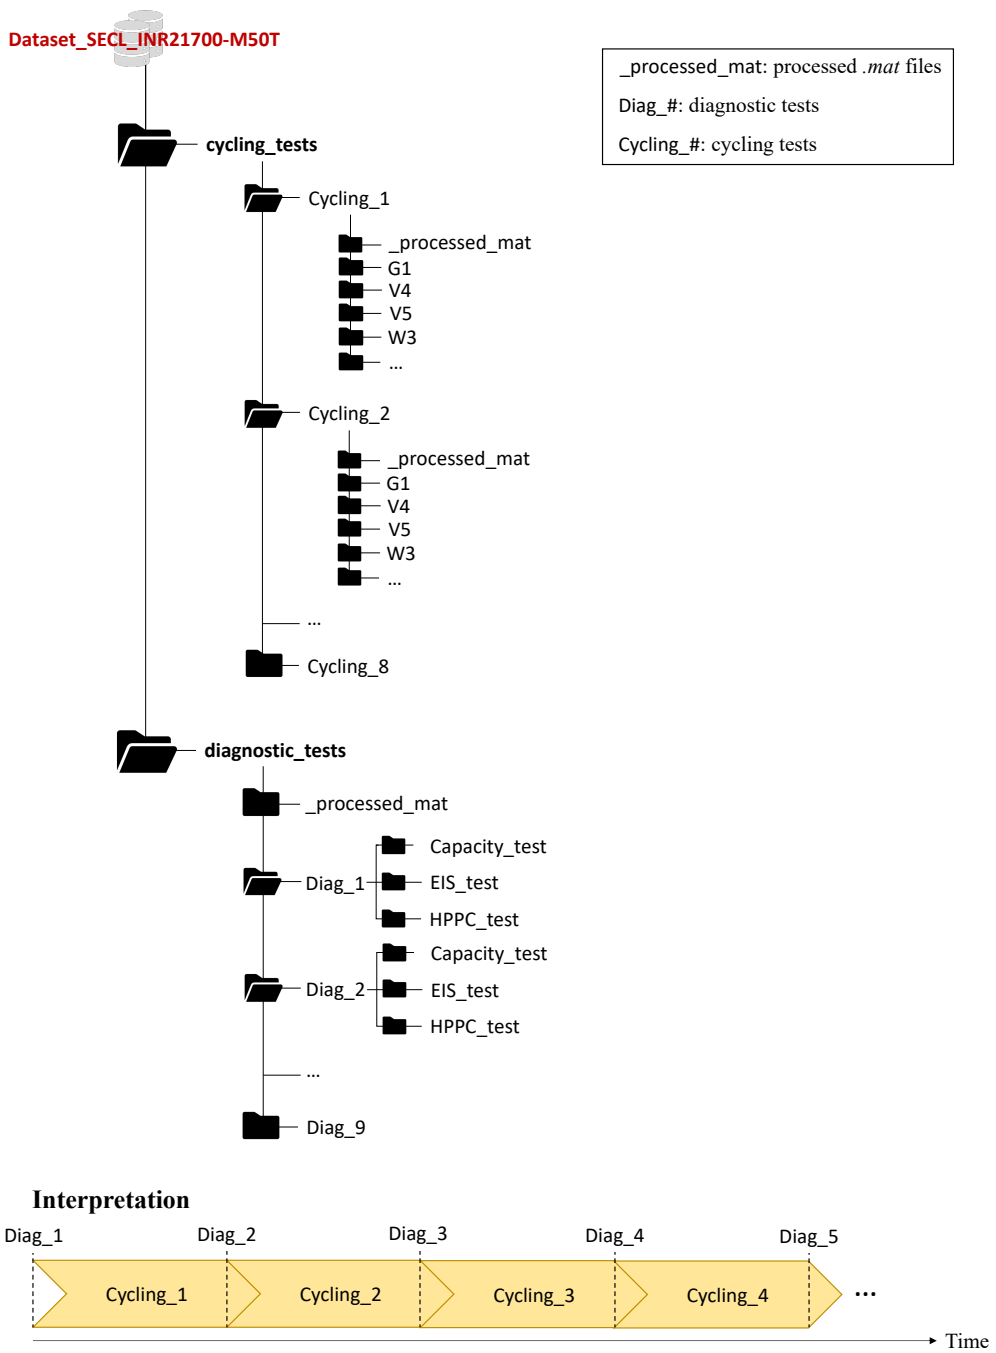 Dataset_SECL_INR21700-M50T
_processed_mat: processed .mat files
Diag_#: diagnostic tests
Cycling_#: cycling tests
cycling_tests
Cycling_1
_processed_mat
G1
V4
V5
W3
...
Cycling_2
_processed_mat
G1
V4
V5
W3
...
...
Cycling_8
diagnostic_tests
_processed_mat
Diag_1
Capacity_test
EIS_test
HPPC_test
Diag_2
Capacity_test
EIS_test
HPPC_test
...
Diag_9
Interpretation
Diag_1 Diag_2 Diag_3 Diag_4 Diag_5
Cycling_1 Cycling_2 Cycling_3 Cycling_4 ...
Time